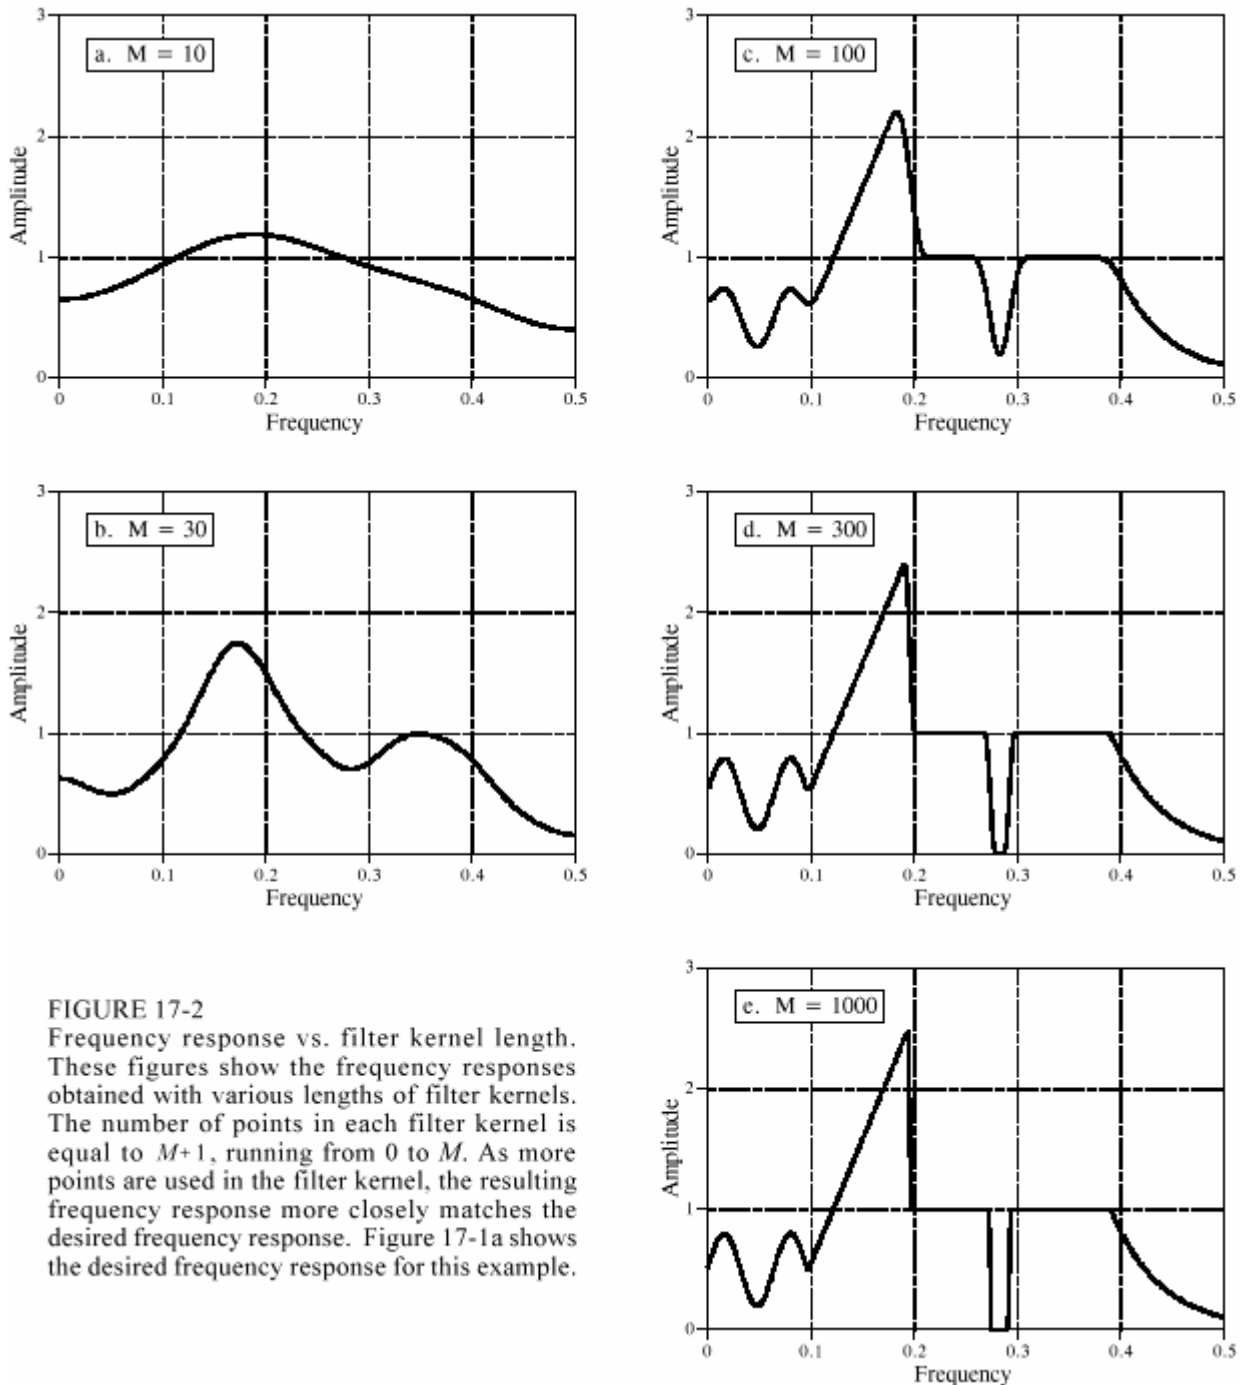 a. M = 10
Amplitude
3
2
1
0
0 0.1 0.2 0.3 0.4 0.5
Frequency
c. M = 100
Amplitude
3
2
1
0
0 0.1 0.2 0.3 0.4 0.5
Frequency
b. M = 30
Amplitude
3
2
1
0
0 0.1 0.2 0.3 0.4 0.5
Frequency
d. M = 300
Amplitude
3
2
1
0
0 0.1 0.2 0.3 0.4 0.5
Frequency
FIGURE 17-2
Frequency response vs. filter kernel length.
These figures show the frequency responses
obtained with various lengths of filter kernels.
The number of points in each filter kernel is
equal to M+1, running from 0 to M. As more
points are used in the filter kernel, the resulting
frequency response more closely matches the
desired frequency response. Figure 17-1a shows
the desired frequency response for this example.
e. M = 1000
Amplitude
3
2
1
0
0 0.1 0.2 0.3 0.4 0.5
Frequency